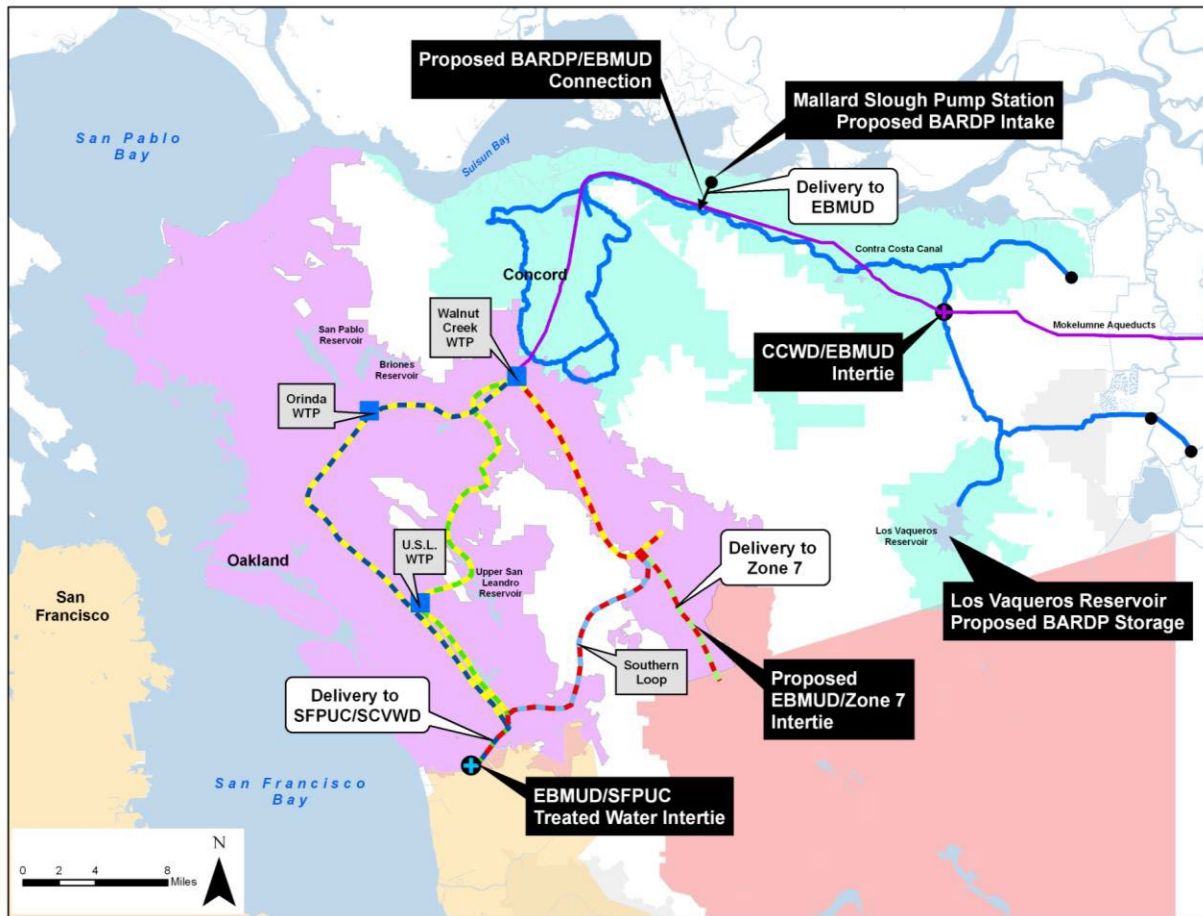 Proposed BARDP/EBMUD
Connection
Mallard Slough Pump Station
Proposed BARDP Intake
San Pablo
Bay
Suisun Bay
Delivery to
EBMUD
Contra Costa Canal
Concord
San Pablo
Reservoir
Walnut
Creek
WTP
Mokelumne Aqueducts
CCWD/EBMUD
Intertie
Briones
Reservoir
Orinda
WTP
Los Vaqueros
Reservoir
U.S.L.
WTP
Oakland
Upper San
Leandro
Reservoir
Delivery to
Zone 7
San
Francisco
Los Vaqueros Reservoir
Proposed BARDP Storage
Southern
Loop
Proposed
EBMUD/Zone 7
Intertie
Delivery to
SFPUC/SCVWD
San Francisco
Bay
EBMUD/SFPUC
Treated Water Intertie
N
0 2 4 8
Miles